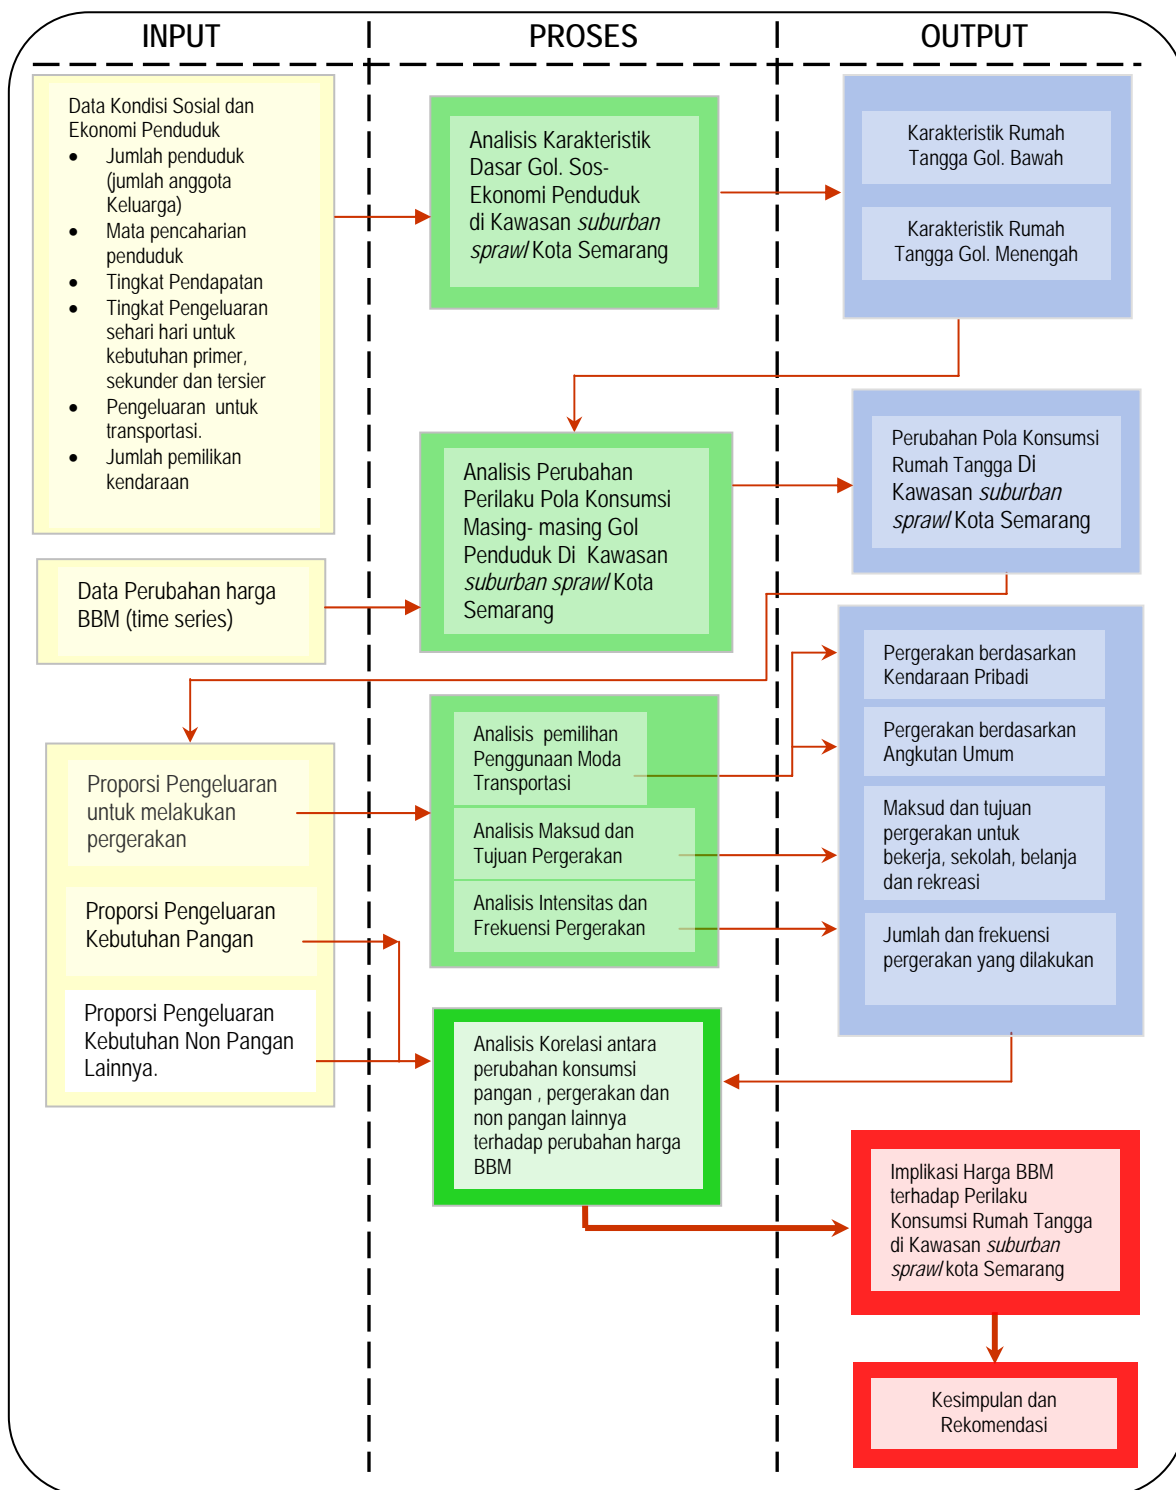 INPUT
PROSES
OUTPUT
Data Kondisi Sosial dan
Ekonomi Penduduk
• Jumlah penduduk
(jumlah anggota
Keluarga)
• Mata pencaharian
penduduk
• Tingkat Pendapatan
• Tingkat Pengeluaran
sehari hari untuk
kebutuhan primer,
sekunder dan tersier
• Pengeluaran untuk
transportasi.
• Jumlah pemilikan
kendaraan
Analisis Karakteristik
Dasar Gol. Sos-
Ekonomi Penduduk
di Kawasan suburban
sprawl Kota Semarang
Karakteristik Rumah
Tangga Gol. Bawah
Karakteristik Rumah
Tangga Gol. Menengah
Data Perubahan harga
BBM (time series)
Analisis Perubahan
Perilaku Pola Konsumsi
Masing- masing Gol
Penduduk Di Kawasan
suburban sprawl Kota
Semarang
Perubahan Pola Konsumsi
Rumah Tangga Di
Kawasan suburban
sprawl Kota Semarang
Proporsi Pengeluaran
untuk melakukan
pergerakan
Proporsi Pengeluaran
Kebutuhan Pangan
Proporsi Pengeluaran
Kebutuhan Non Pangan
Lainnya.
Analisis pemilihan
Penggunaan Moda
Transportasi
Analisis Maksud dan
Tujuan Pergerakan
Analisis Intensitas dan
Frekuensi Pergerakan
Pergerakan berdasarkan
Kendaraan Pribadi
Pergerakan berdasarkan
Angkutan Umum
Maksud dan tujuan
pergerakan untuk
bekerja, sekolah, belanja
dan rekreasi
Jumlah dan frekuensi
pergerakan yang dilakukan
Analisis Korelasi antara
perubahan konsumsi
pangan , pergerakan dan
non pangan lainnya
terhadap perubahan harga
BBM
Implikasi Harga BBM
terhadap Perilaku
Konsumsi Rumah Tangga
di Kawasan suburban
sprawl kota Semarang
Kesimpulan dan
Rekomendasi